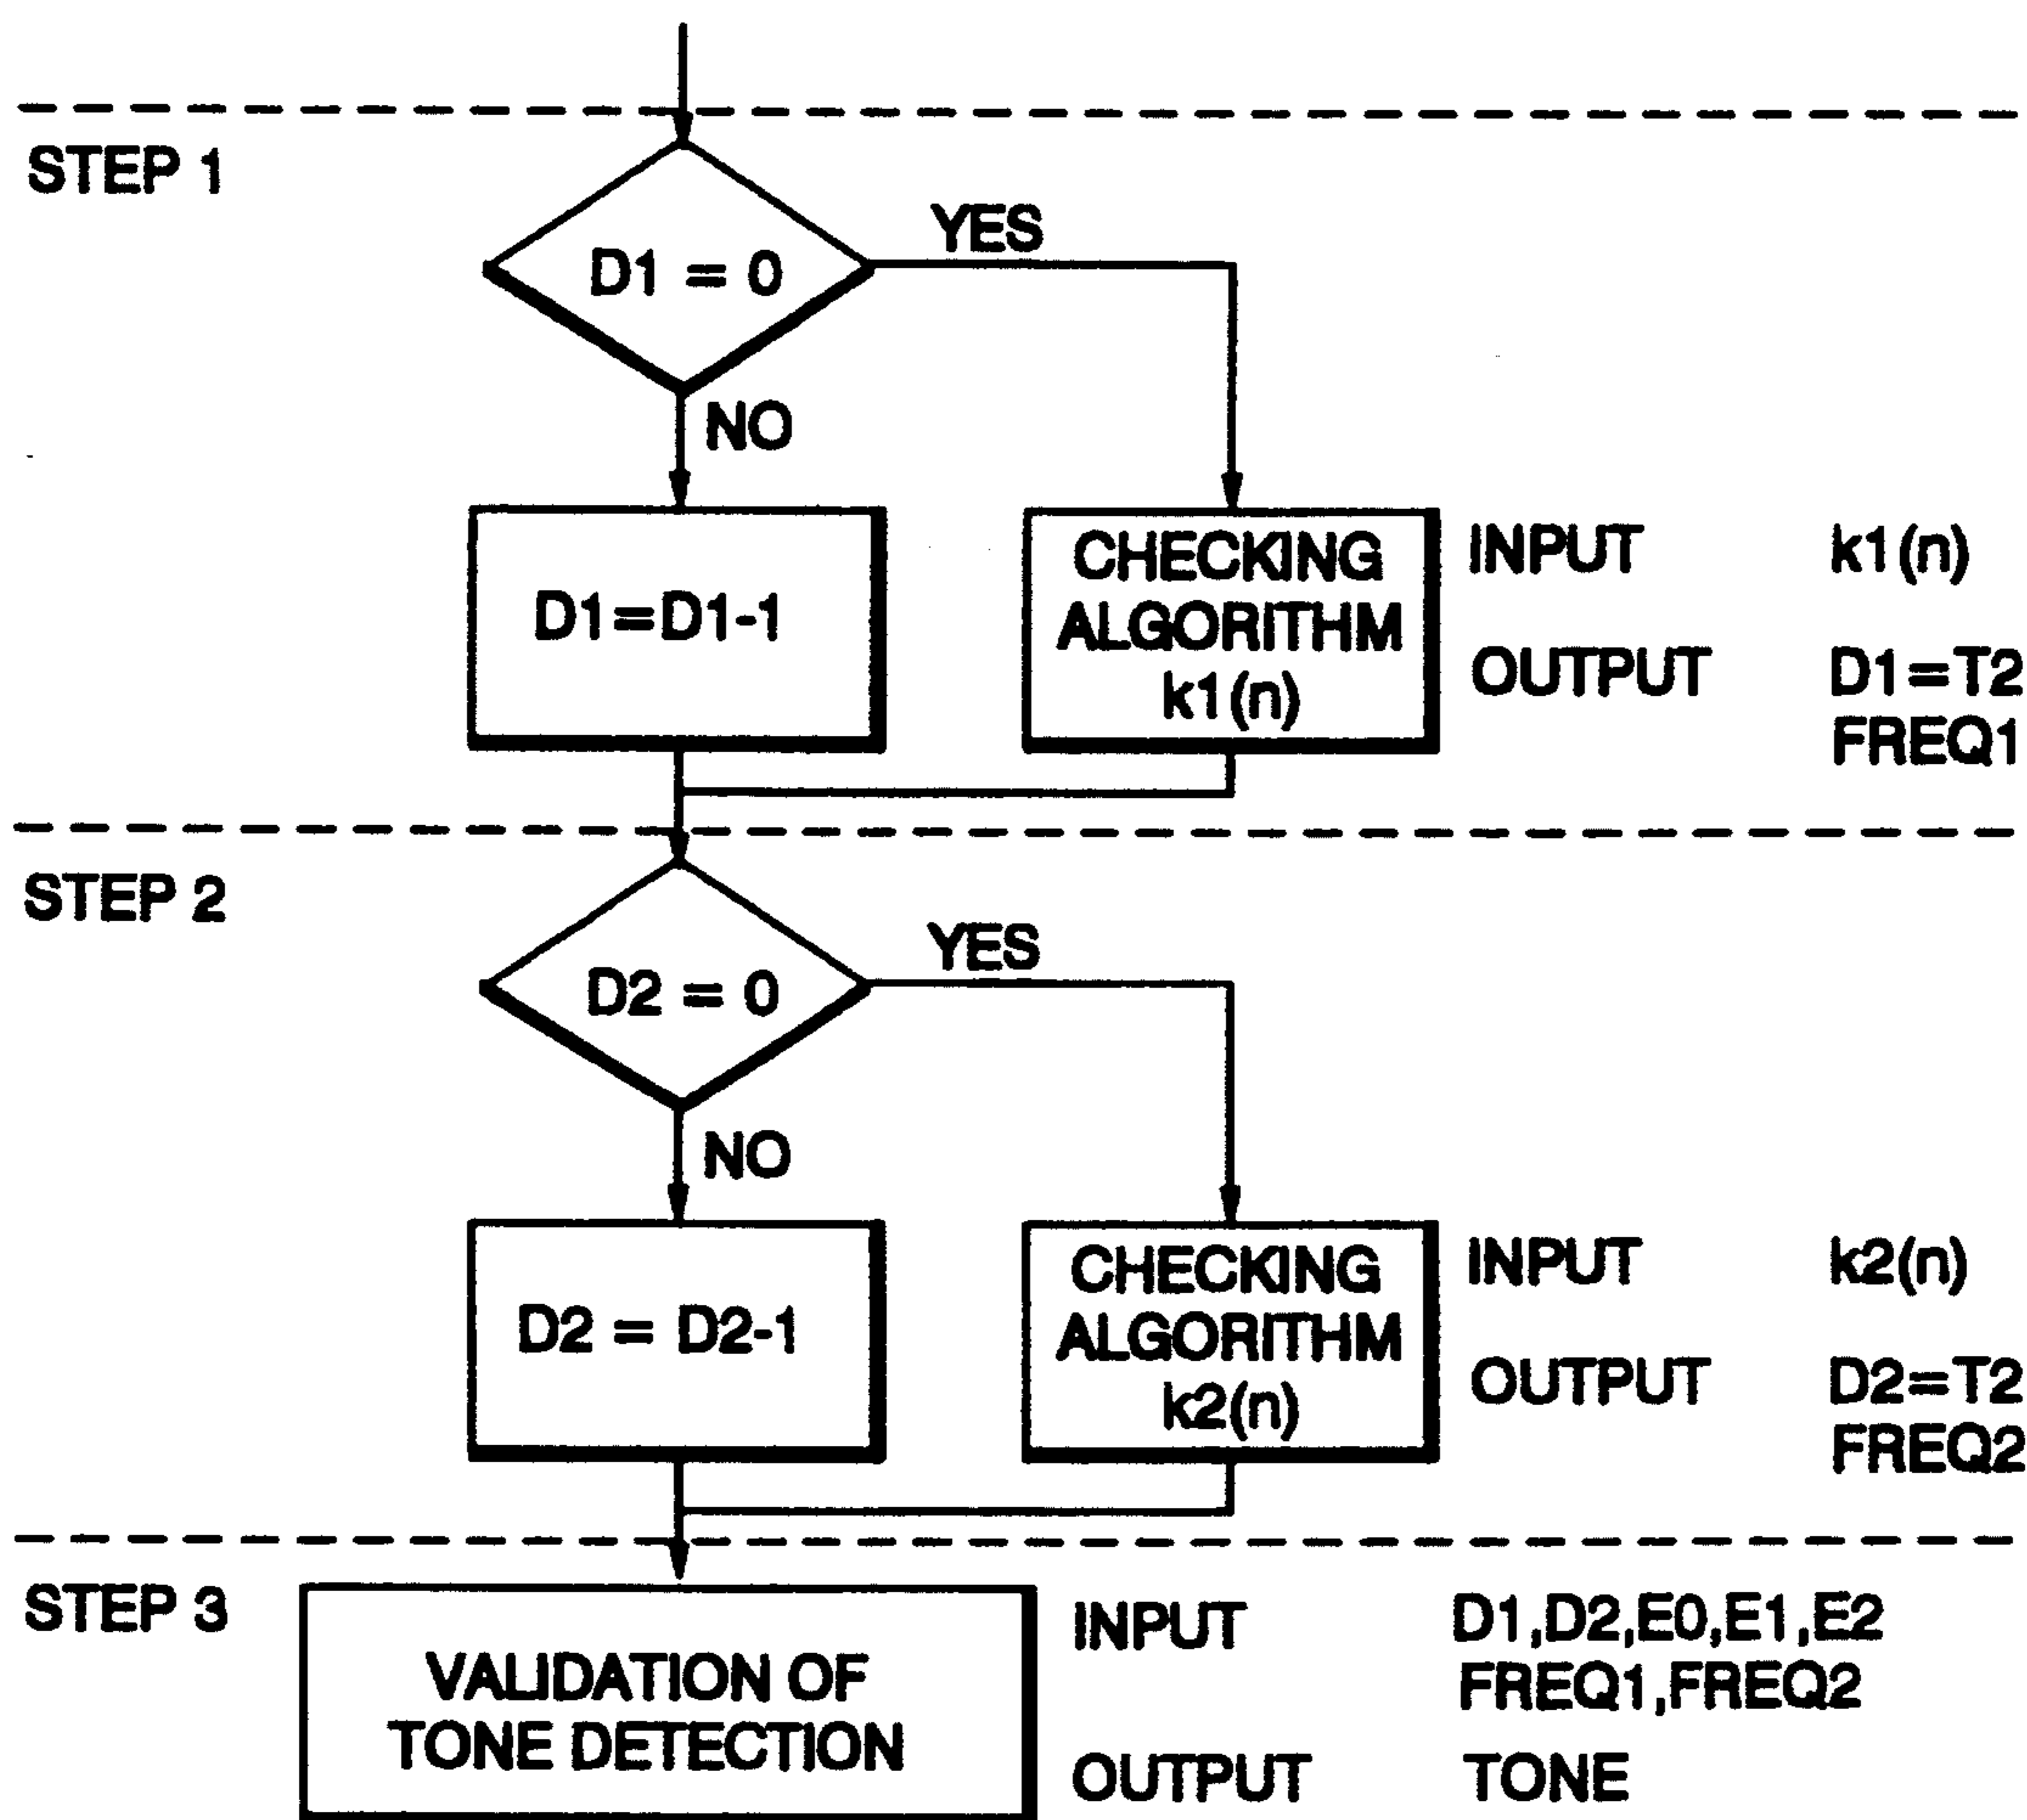 STEP 1
D1 = 0
YES
NO
D1=D1-1
CHECKING
ALGORITHM
k1(n)
INPUT k1(n)
OUTPUT D1=T2
FREQ1
STEP 2
D2 = 0
YES
NO
D2 = D2-1
CHECKING
ALGORITHM
k2(n)
INPUT k2(n)
OUTPUT D2=T2
FREQ2
STEP 3
VALIDATION OF
TONE DETECTION
INPUT D1,D2,E0,E1,E2
FREQ1,FREQ2
OUTPUT TONE